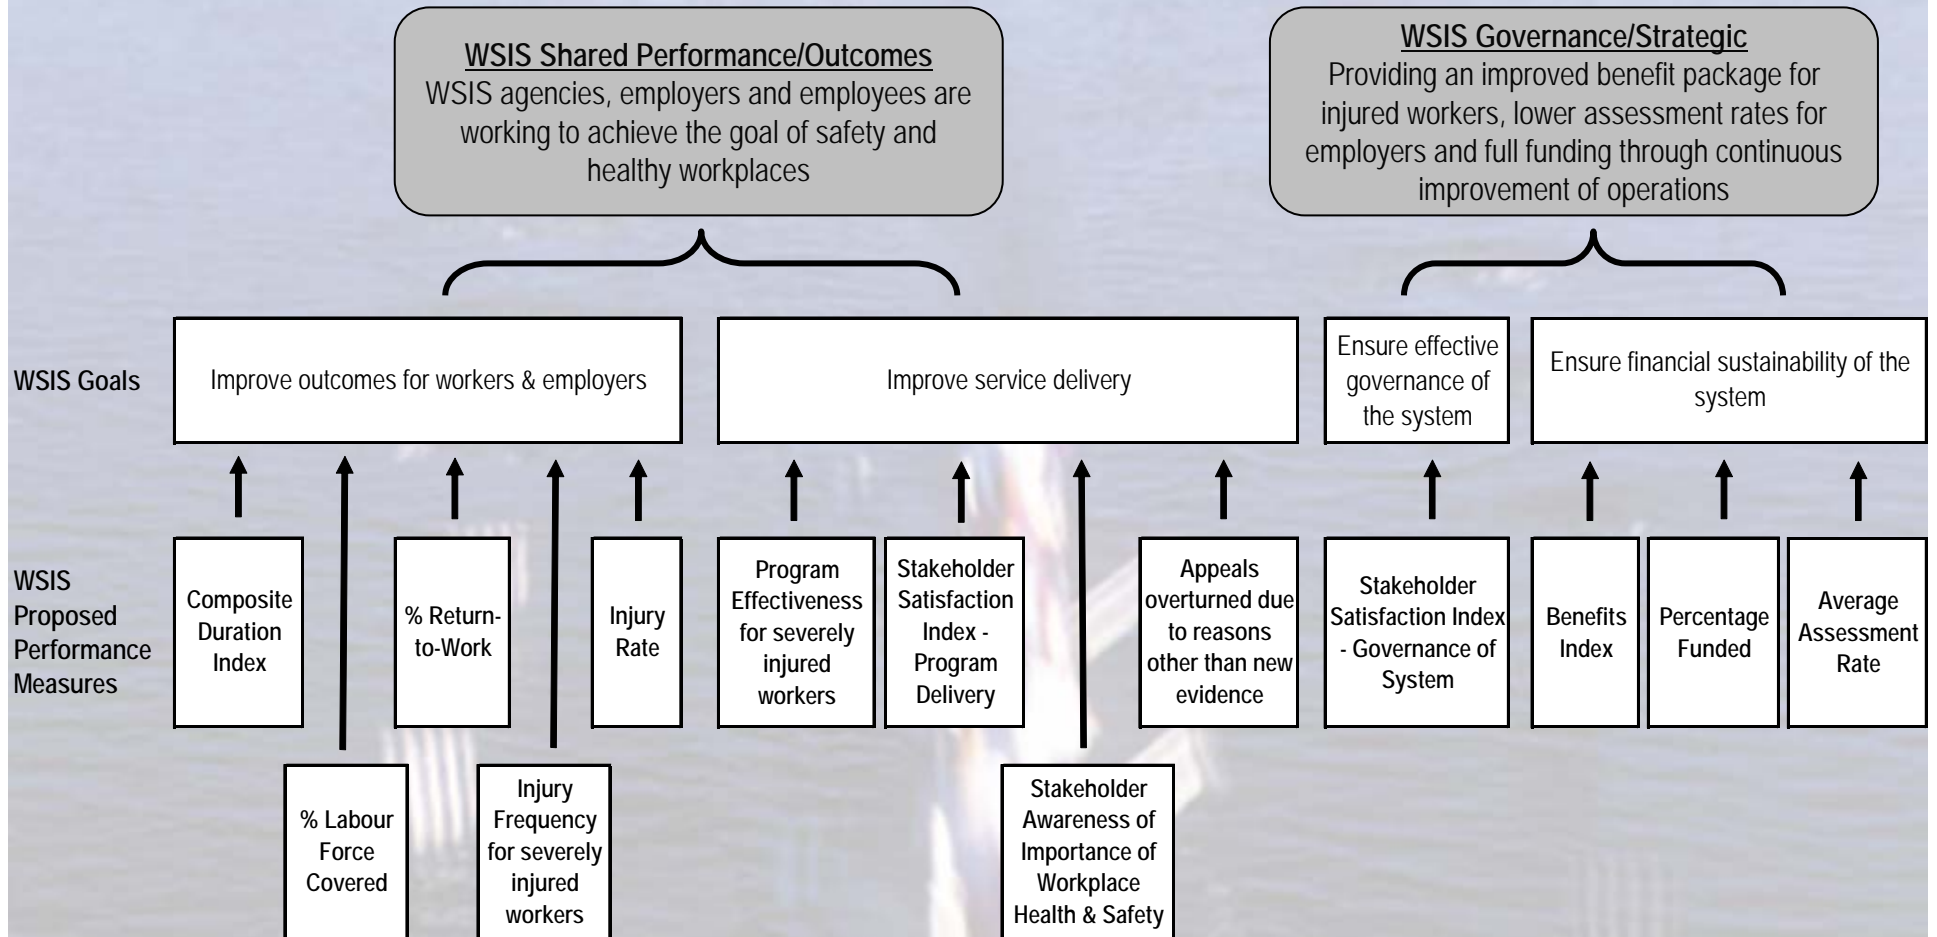 WSIS Shared Performance/Outcomes
WSIS agencies, employers and employees are
working to achieve the goal of safety and
healthy workplaces
WSIS Governance/Strategic
Providing an improved benefit package for
injured workers, lower assessment rates for
employers and full funding through continuous
improvement of operations
WSIS Goals
Improve outcomes for workers & employers
Improve service delivery
Ensure effective
governance of
the system
Ensure financial sustainability of the
system
WSIS
Proposed
Performance
Measures
Composite
Duration
Index
% Return-
to-Work
Injury
Rate
Program
Effectiveness
for severely
injured
workers
Stakeholder
Satisfaction
Index -
Program
Delivery
Appeals
overturned due
to reasons
other than new
evidence
Stakeholder
Satisfaction Index
- Governance of
System
Benefits
Index
Percentage
Funded
Average
Assessment
Rate
% Labour
Force
Covered
Injury
Frequency
for severely
injured
workers
Stakeholder
Awareness of
Importance of
Workplace
Health & Safety